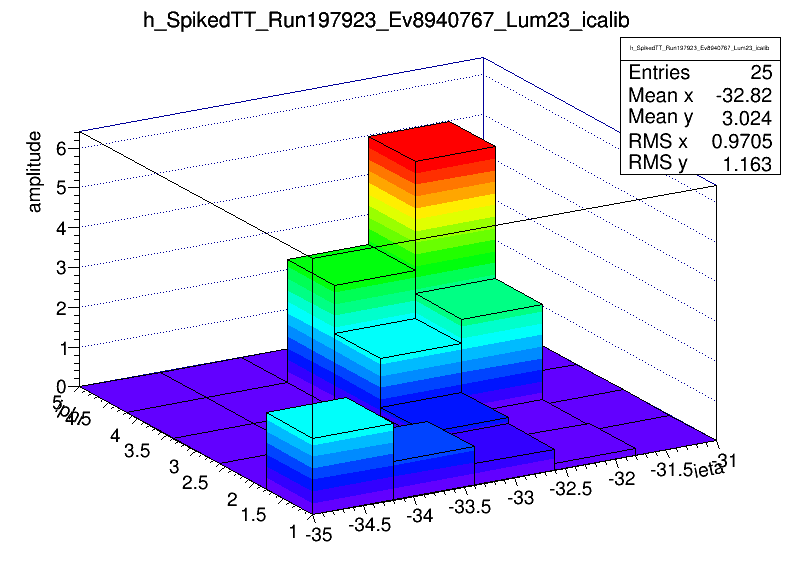 h_SpikedTT_Run197923_Ev8940767_Lum23_icalib
h_SpikedTT_Run197923_Ev8940767_Lum23_icalib
Entries 25
Mean x -32.82
Mean y 3.024
RMS x 0.9705
RMS y 1.163
amplitude
6
5
4
3
2
1
0
5
4.5
iphi
4
3.5
3
2.5
2
1.5
1
-35
-34.5
-34
-33.5
-33
-32.5
-32
-31.5
-31
ieta